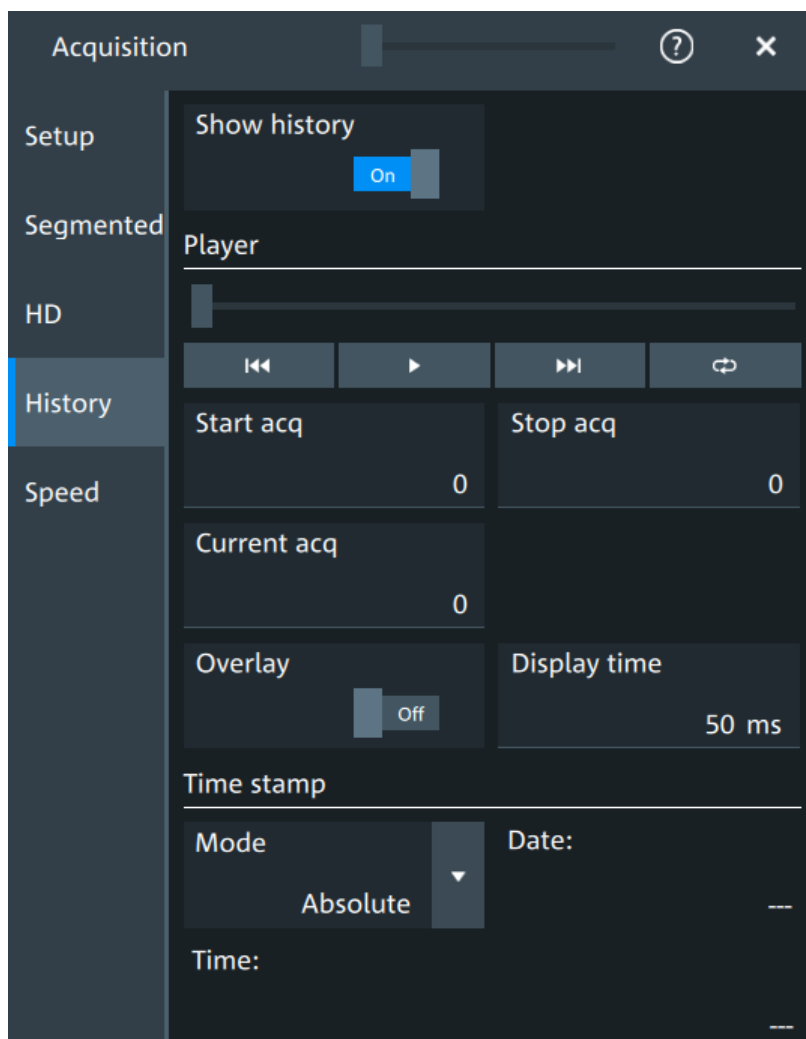 Acquisition
Setup
Segmented
HD
History
Speed
Show history
On
Player
Start acq
0
Stop acq
0
Current acq
0
Overlay
Off
Display time
50 ms
Time stamp
Mode
Absolute
Date:
---
Time:
---